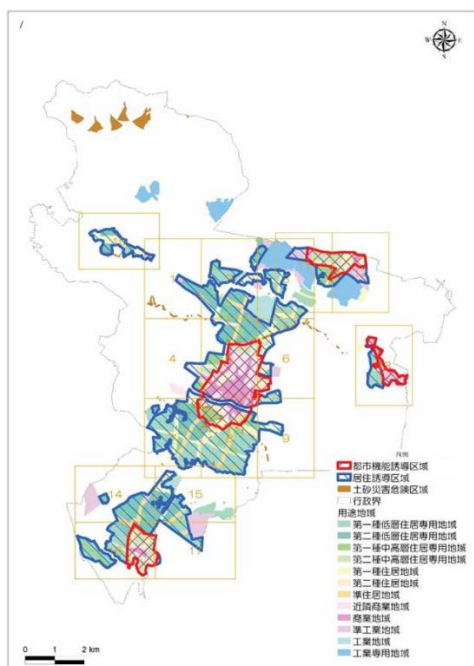 N
W
E
S
4
6
9
14
15
凡例
都市機能誘導区域
居住誘導区域
土砂災害危険区域
行政界
用途地域
第一種低層住居専用地域
第二種低層住居専用地域
第一種中高層住居専用地域
第二種中高層住居専用地域
第一種住居地域
第二種住居地域
準住居地域
近隣商業地域
商業地域
準工業地域
工業地域
工業専用地域
0 1 2 km